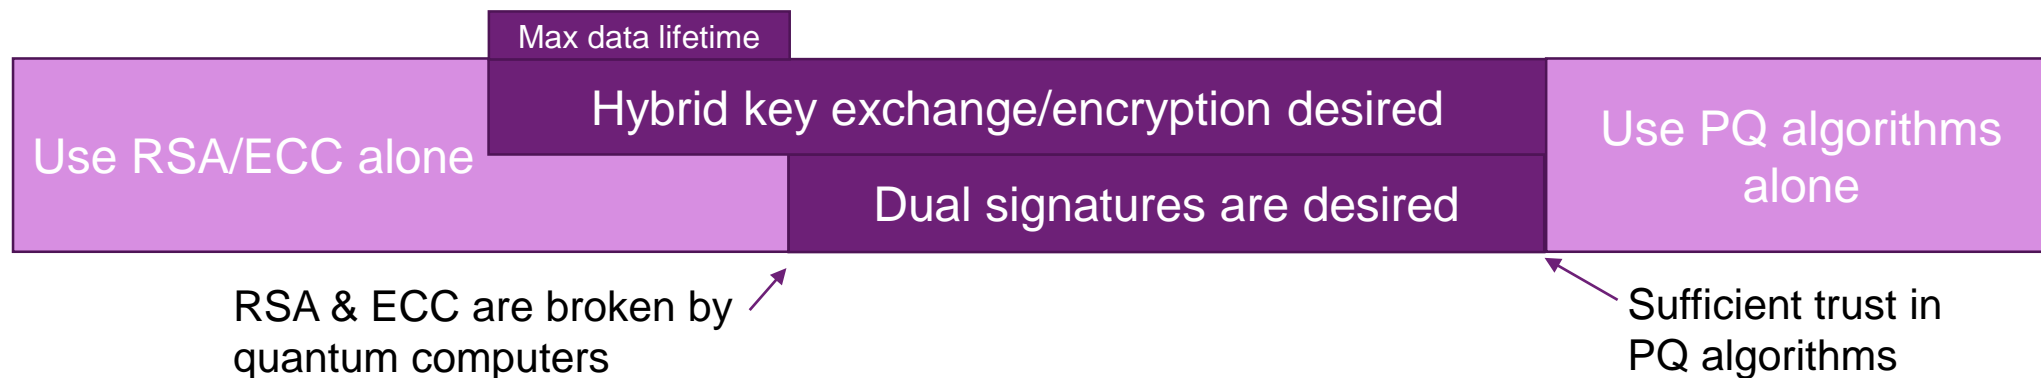 Max data lifetime
Use RSA/ECC alone
Hybrid key exchange/encryption desired
Dual signatures are desired
Use PQ algorithms
alone
RSA & ECC are broken by
quantum computers
Sufficient trust in
PQ algorithms